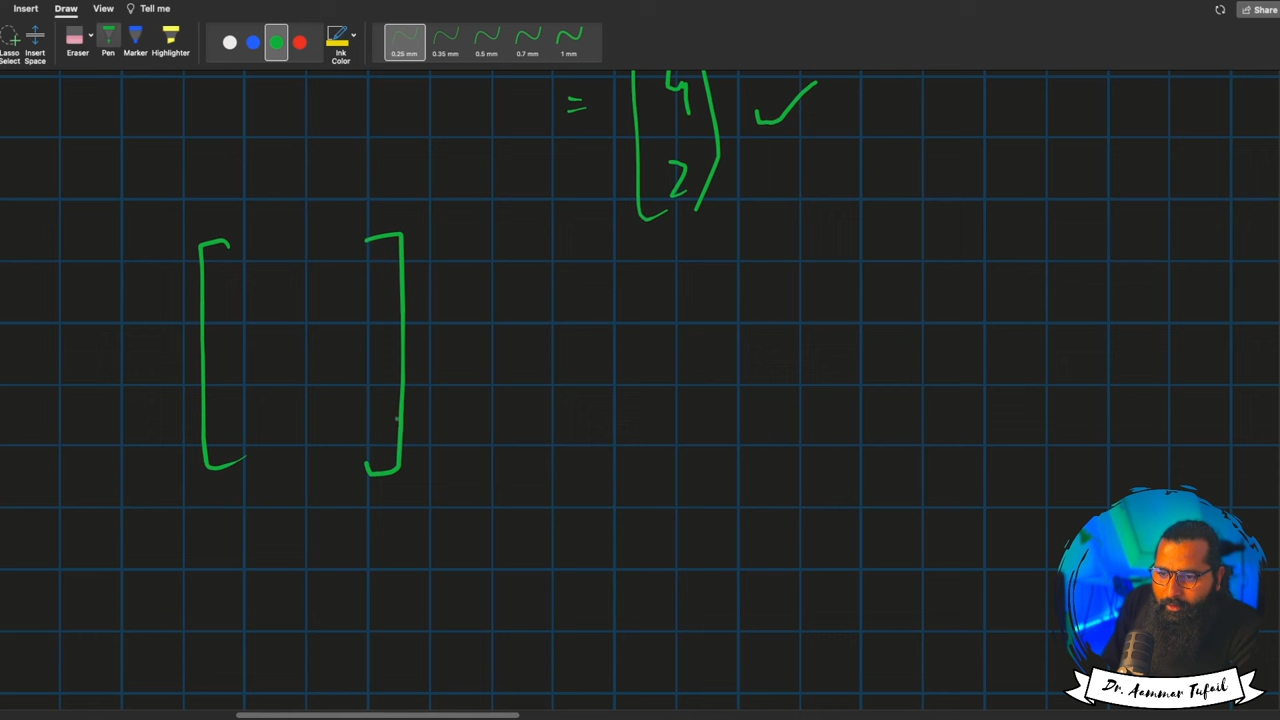 Insert Draw View Tell me
Share
Lasso Select
Insert Space
Eraser
Pen
Marker
Highlighter
Ink Color
0.25 mm
0.35 mm
0.5 mm
0.7 mm
1 mm
= 4
2
Dr. Aammar Tufail